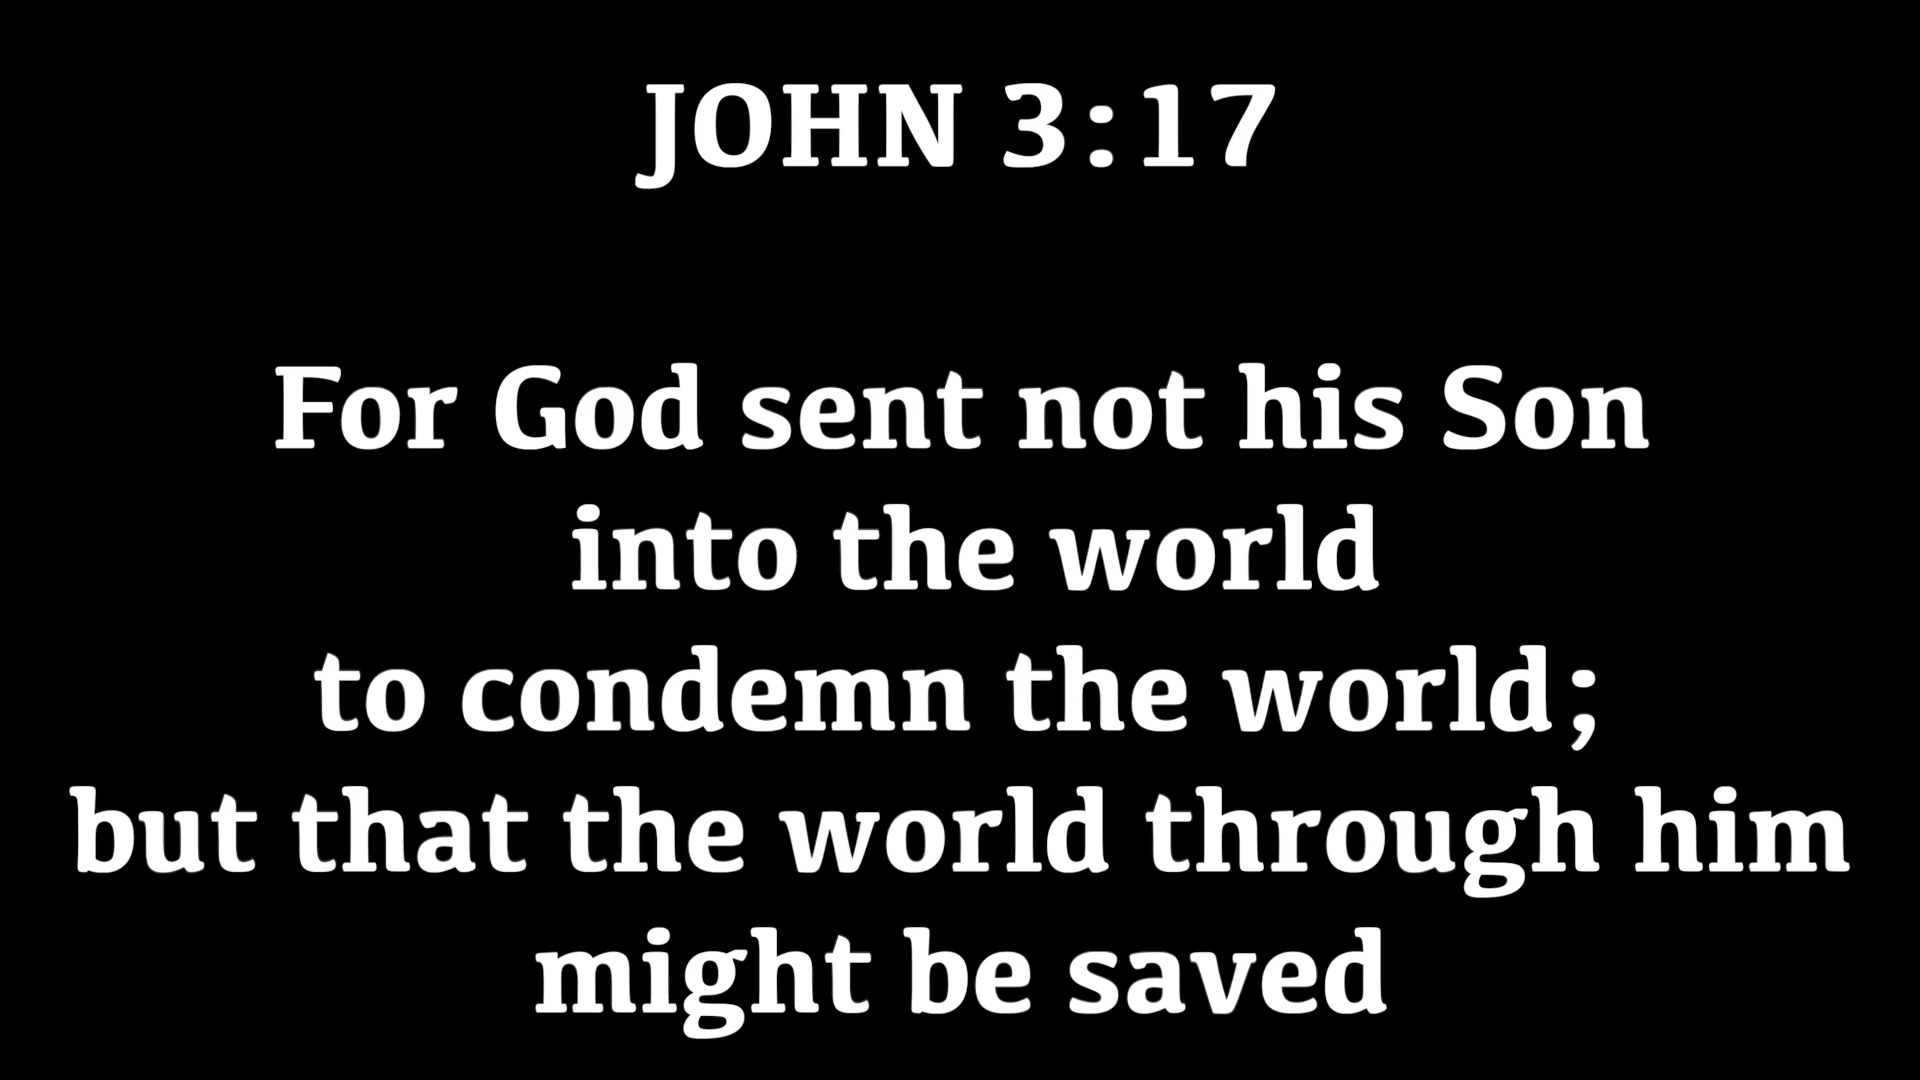 JOHN 3:17
For God sent not his Son
into the world
to condemn the world;
but that the world through him
might be saved